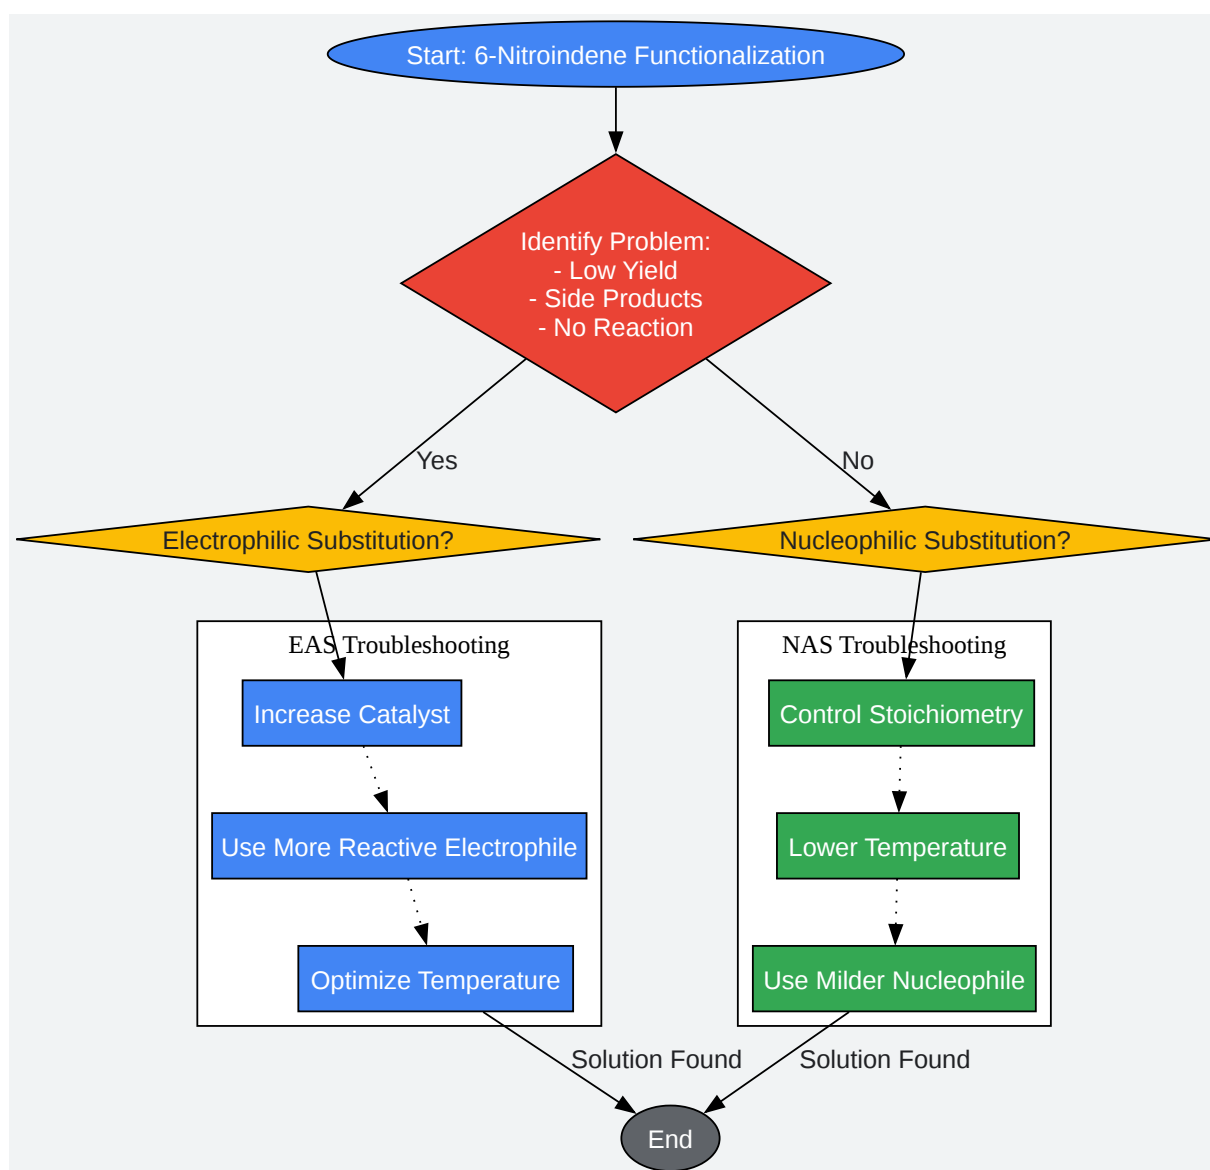 Start: 6-Nitroindene Functionalization
Identify Problem:
- Low Yield
- Side Products
- No Reaction
Yes
No
Electrophilic Substitution?
Nucleophilic Substitution?
EAS Troubleshooting
NAS Troubleshooting
Increase Catalyst
Control Stoichiometry
Use More Reactive Electrophile
Lower Temperature
Optimize Temperature
Use Milder Nucleophile
Solution Found
Solution Found
End